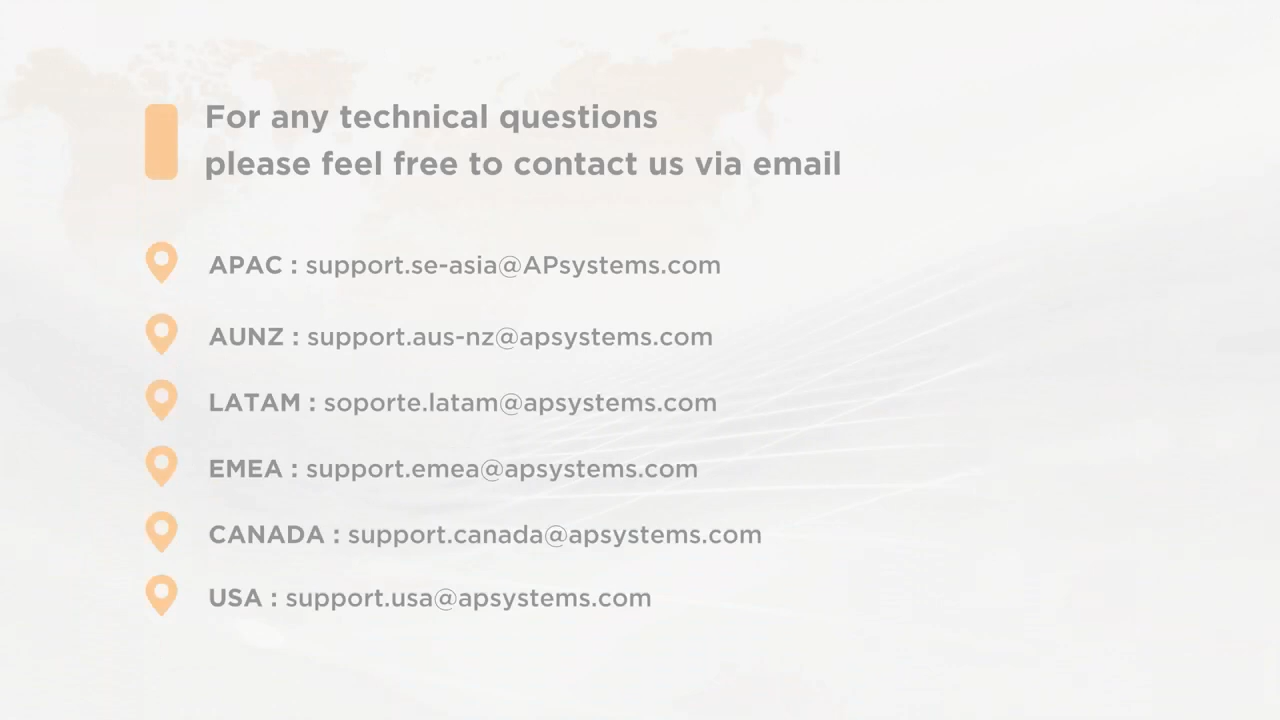 For any technical questions
please feel free to contact us via email
APAC : support.se-asia@APsystems.com
AUNZ : support.aus-nz@apsystems.com
LATAM : soporte.latam@apsystems.com
EMEA : support.emea@apsystems.com
CANADA : support.canada@apsystems.com
USA : support.usa@apsystems.com